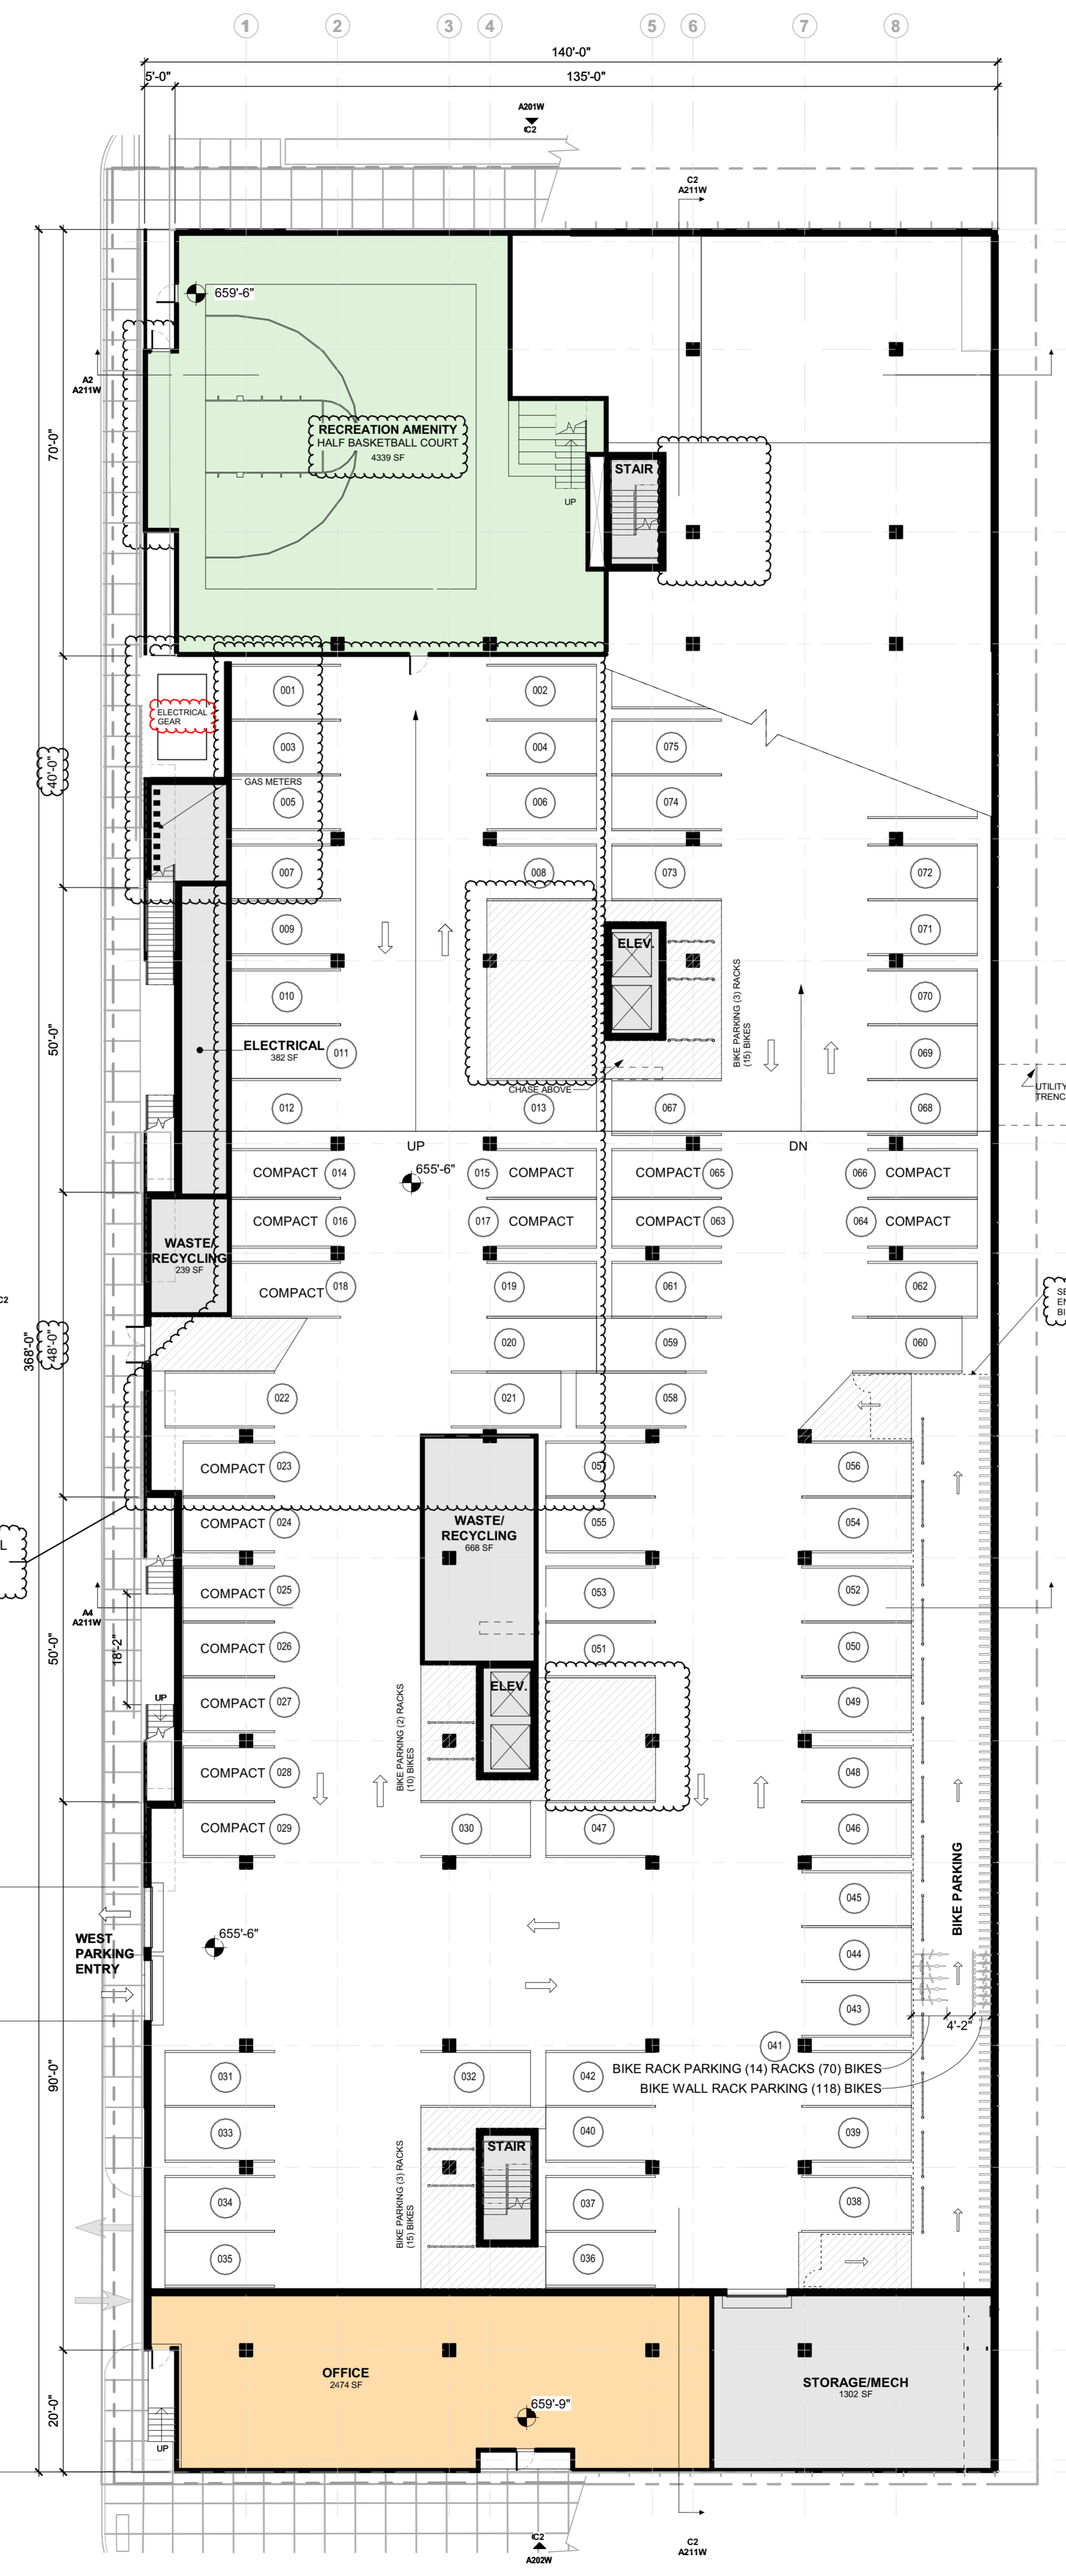 1 2 3 4 5 6 7 8
140'-0"
5'-0" 135'-0"
A201W
C2
C2
A211W
659'-6"
A2
A211W
70'-0"
RECREATION AMENITY
HALF BASKETBALL COURT
4339 SF
STAIR
UP
001 002
ELECTRICAL
GEAR
003 004 075
40'-0"
GAS METERS
005 006 074
007 008 073 072
009 071
ELEV.
BIKE PARKING (3) RACKS
(15) BIKES
010 070
50'-0"
ELECTRICAL
382 SF
011 069
CHASE ABOVE
UTILITY
TRENC
012 013 067 068
UP DN
COMPACT 014 015 COMPACT COMPACT 065 066 COMPACT
655'-6"
COMPACT 016 017 COMPACT COMPACT 063 064 COMPACT
WASTE/
RECYCLING
239 SF
COMPACT 018 019 061 062
C2
SE
EN
BI
368'-0"
48'-0"
020 059 060
022 021 058
COMPACT 023 057 056
COMPACT 024 055 054
WASTE/
RECYCLING
668 SF
L
COMPACT 025 053 052
A4
A211W
COMPACT 026 051 050
50'-0"
18'-2"
UP
COMPACT 027 049
ELEV.
BIKE PARKING (2) RACKS
(10) BIKES
COMPACT 028 048
COMPACT 029 030 047 046
BIKE PARKING
045
WEST
PARKING
ENTRY
655'-6"
044
043
4'-2"
041
BIKE RACK PARKING (14) RACKS (70) BIKES
BIKE WALL RACK PARKING (118) BIKES
90'-0"
031 032 042
033 040 039
STAIR
BIKE PARKING (3) RACKS
(15) BIKES
034 037 038
035 036
OFFICE
2474 SF
STORAGE/MECH
1302 SF
659'-9"
20'-0"
UP
C2
A202W
C2
A211W